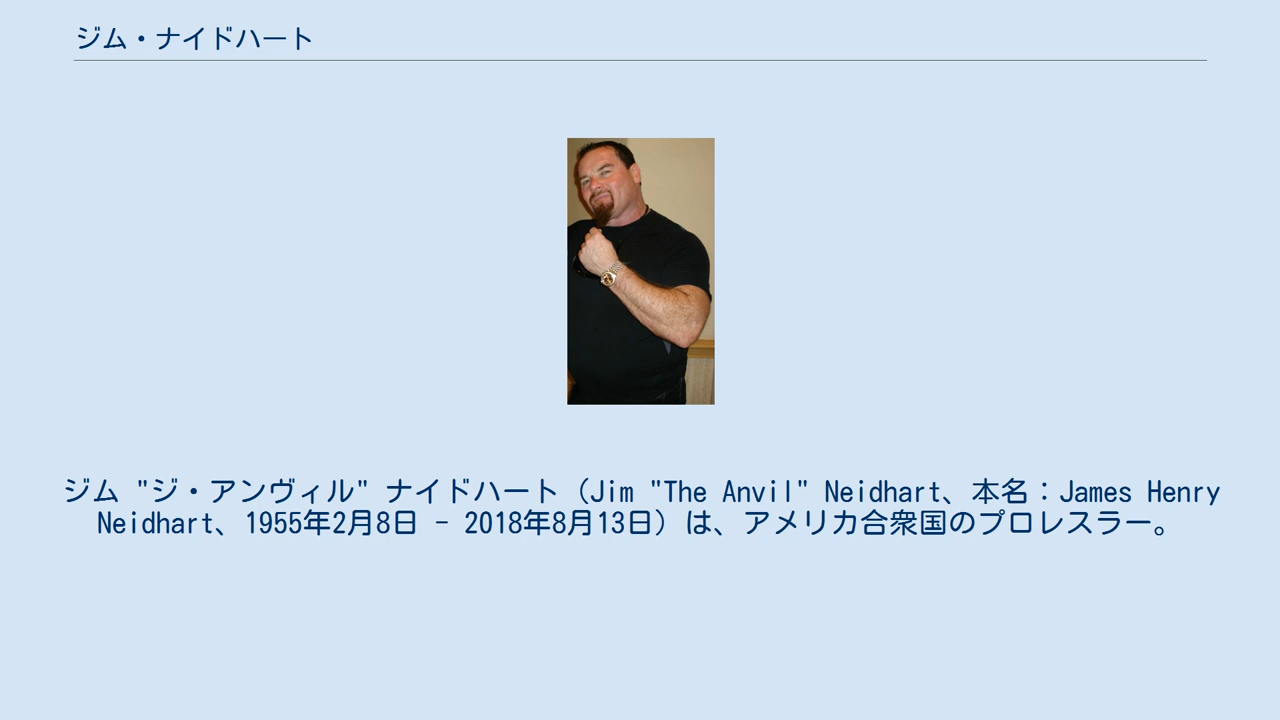 ジム・ナイドハート
ジム "ジ・アンヴィル" ナイドハート（Jim "The Anvil" Neidhart、本名：James Henry
Neidhart、1955年2月8日 - 2018年8月13日）は、アメリカ合衆国のプロレスラー。